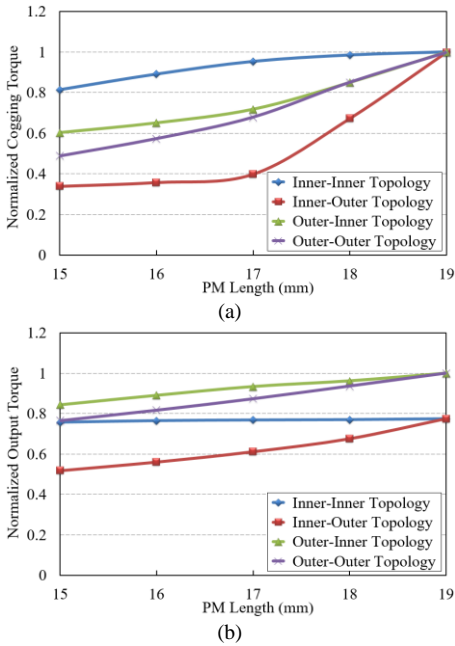 1.2
1
0.8
0.6
0.4
0.2
0
Normalized Cogging Torque
Inner-Inner Topology
Inner-Outer Topology
Outer-Inner Topology
Outer-Outer Topology
15 16 17 18 19
PM Length (mm)
(a)
1.2
1
0.8
0.6
0.4
0.2
0
Normalized Output Torque
Inner-Inner Topology
Inner-Outer Topology
Outer-Inner Topology
Outer-Outer Topology
15 16 17 18 19
PM Length (mm)
(b)